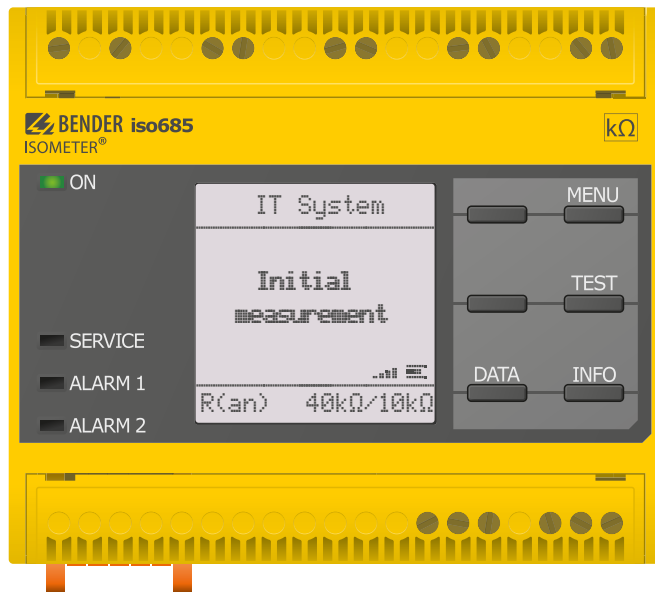 BENDER iso685
ISOMETER®
kΩ
ON
SERVICE
ALARM 1
ALARM 2
IT System
Initial
measurement
R(an) 40kΩ/10kΩ
MENU
TEST
DATA INFO